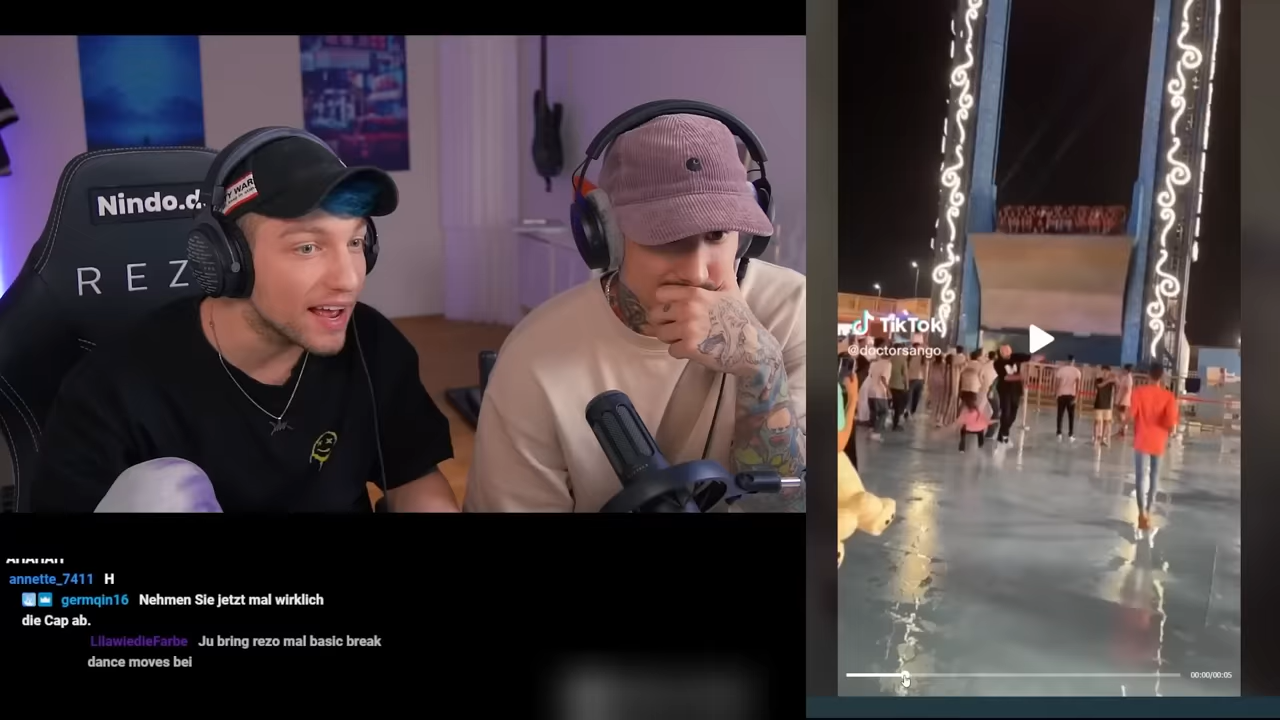 Nindo.d
REZ
Y WAR
TikTok
@doctorsango
annette_7411 H
germqin16 Nehmen Sie jetzt mal wirklich
die Cap ab.
LilawiedieFarbe Ju bring rezo mal basic break
dance moves bei
00:00/00:05